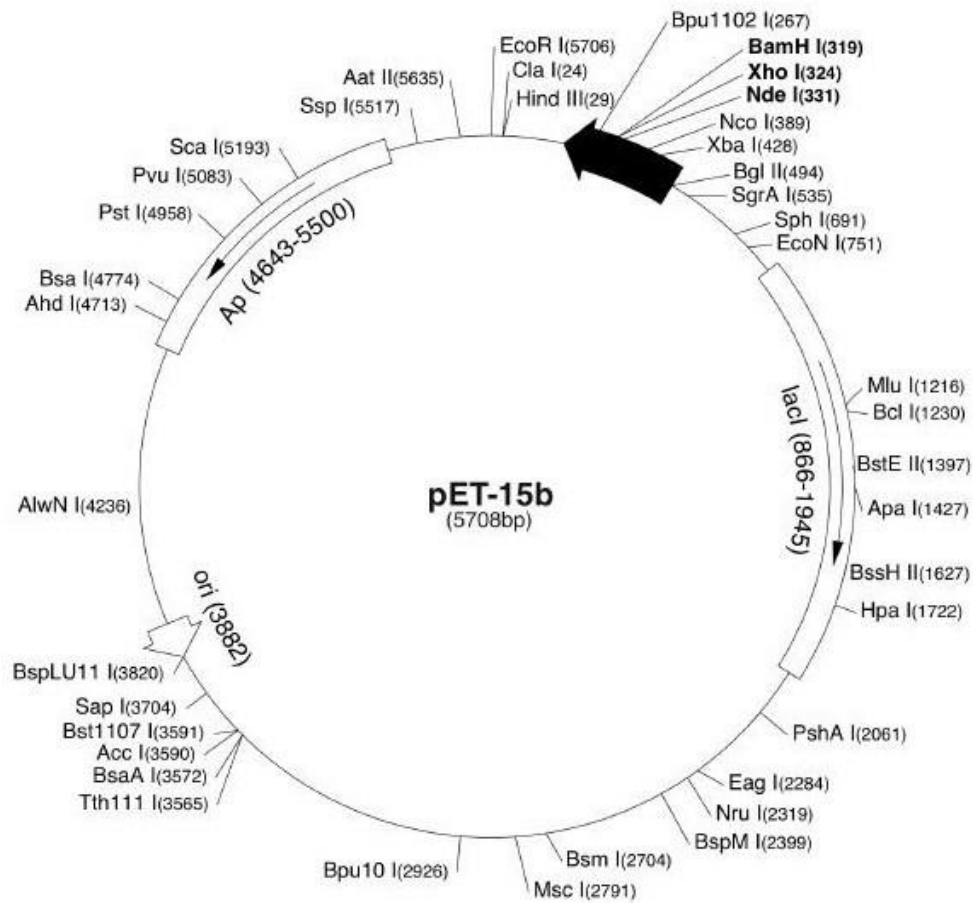 EcoR I(5706)
Cla I(24)
Hind III(29)
Bpu1102 I(267)
BamH I(319)
Xho I(324)
Nde I(331)
Nco I(389)
Xba I(428)
Bgl II(494)
SgrA I(535)
Sph I(691)
EcoN I(751)
lacI (866-1945)
Mlu I(1216)
Bcl I(1230)
BstE II(1397)
Apa I(1427)
BssH II(1627)
Hpa I(1722)
PshA I(2061)
Eag I(2284)
Nru I(2319)
BspM I(2399)
Bsm I(2704)
Msc I(2791)
Bpu10 I(2926)
Tth111 I(3565)
BsaA I(3572)
Acc I(3590)
Bst1107 I(3591)
Sap I(3704)
BspLU11 I(3820)
ori (3882)
AlwN I(4236)
Ahd I(4713)
Bsa I(4774)
Ap (4643-5500)
Pst I(4958)
Pvu I(5083)
Sca I(5193)
Ssp I(5517)
Aat II(5635)
pET-15b
(5708bp)